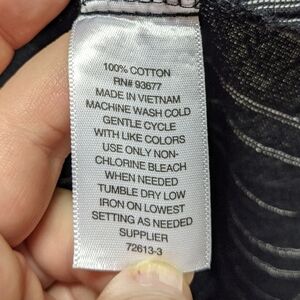 100% COTTON
RN# 93677
MADE IN VIETNAM
MACHINE WASH COLD
GENTLE CYCLE
WITH LIKE COLORS
USE ONLY NON-
CHLORINE BLEACH
WHEN NEEDED
TUMBLE DRY LOW
IRON ON LOWEST
SETTING AS NEEDED
SUPPLIER
72613-3